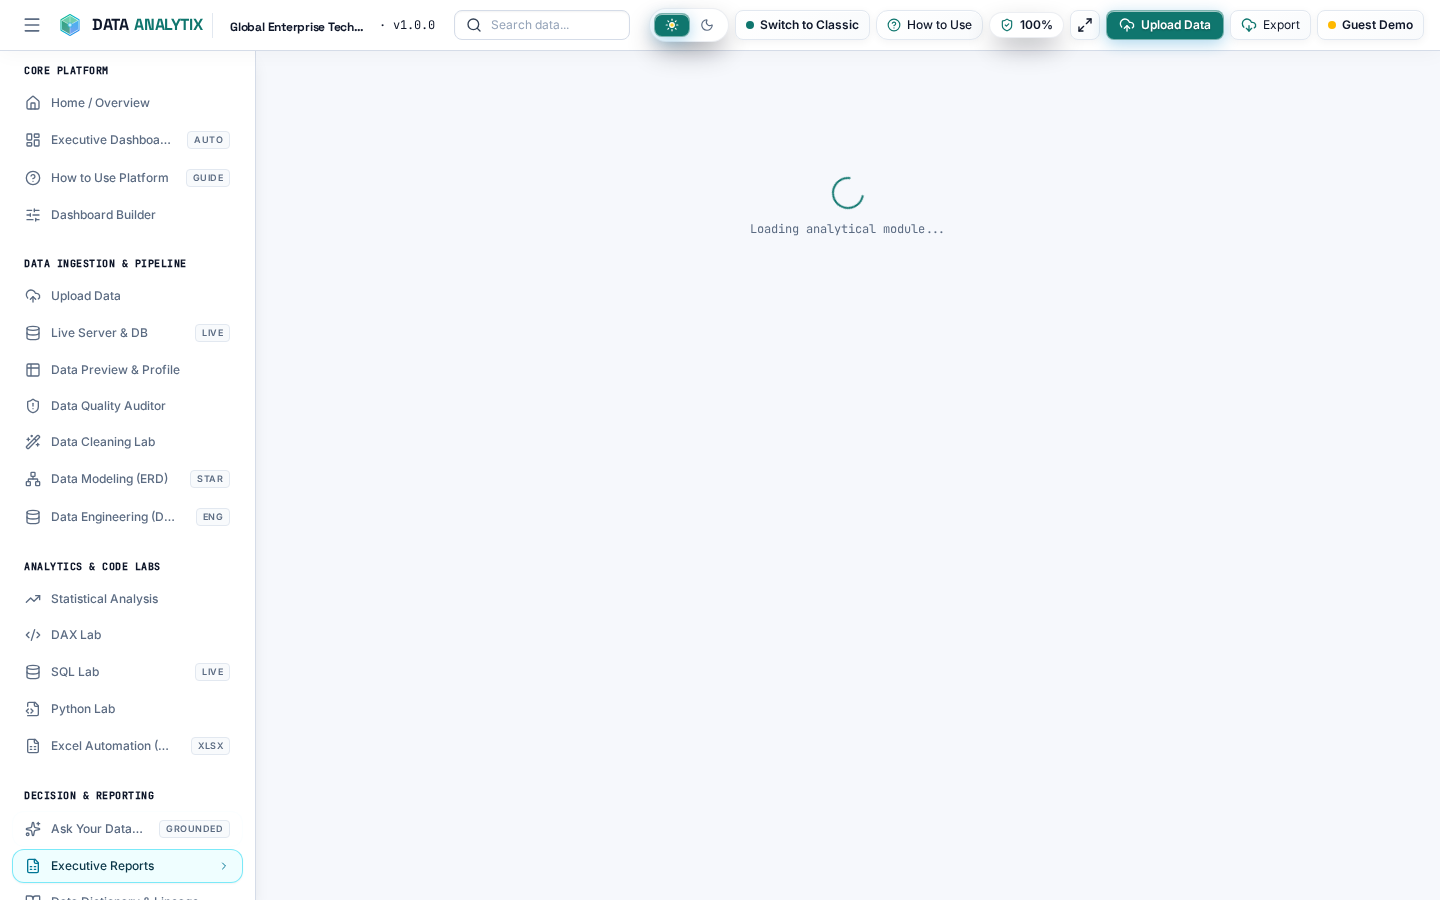 DATA ANALYTIX
Global Enterprise Tech...
· v1.0.0
Search data...
Switch to Classic
How to Use
100%
Upload Data
Export
Guest Demo
CORE PLATFORM
Home / Overview
Executive Dashboa... AUTO
How to Use Platform GUIDE
Dashboard Builder
DATA INGESTION & PIPELINE
Upload Data
Live Server & DB LIVE
Data Preview & Profile
Data Quality Auditor
Data Cleaning Lab
Data Modeling (ERD) STAR
Data Engineering (D... ENG
ANALYTICS & CODE LABS
Statistical Analysis
DAX Lab
SQL Lab LIVE
Python Lab
Excel Automation (... XLSX
DECISION & REPORTING
Ask Your Data... GROUNDED
Executive Reports
Data Dictionary & Lineage
Loading analytical module...